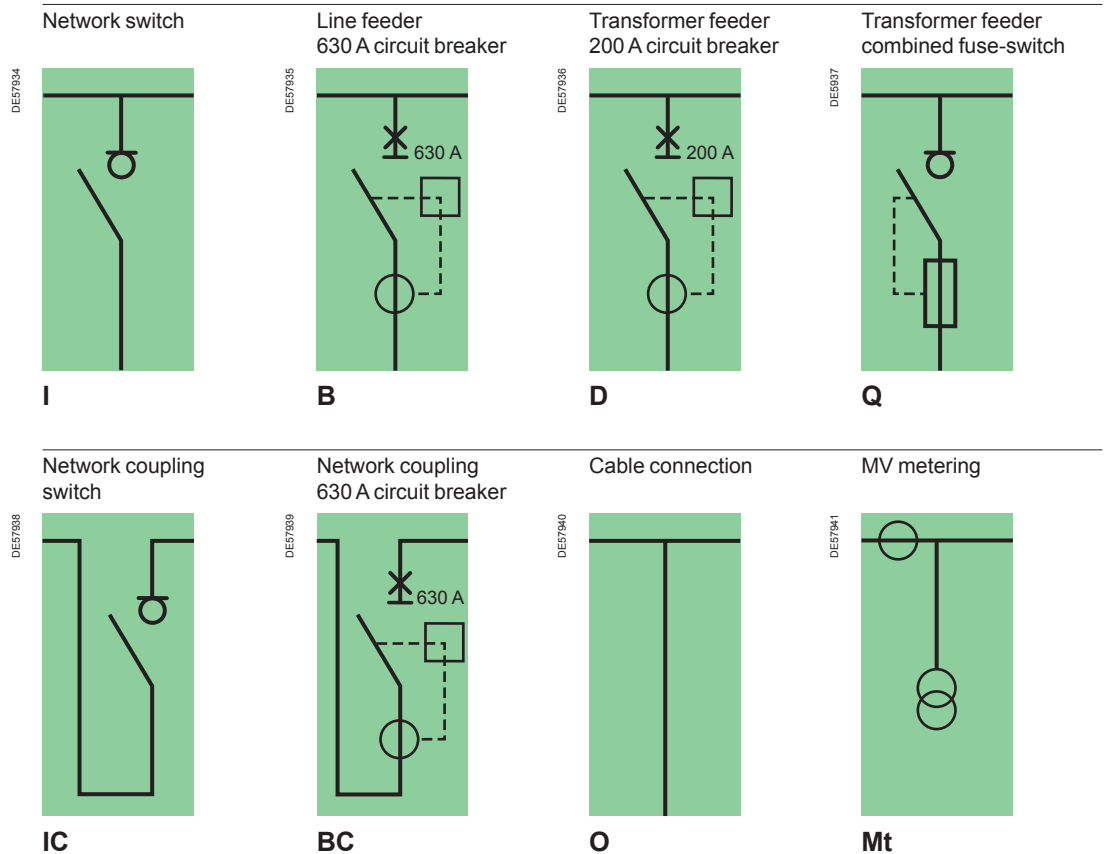 Network switch
Line feeder
630 A circuit breaker
Transformer feeder
200 A circuit breaker
Transformer feeder
combined fuse-switch
DE57934
DE57935
DE57936
DE5937
630 A
200 A
I
B
D
Q
Network coupling
switch
Network coupling
630 A circuit breaker
Cable connection
MV metering
DE57938
DE57939
DE57940
DE57941
630 A
IC
BC
O
Mt